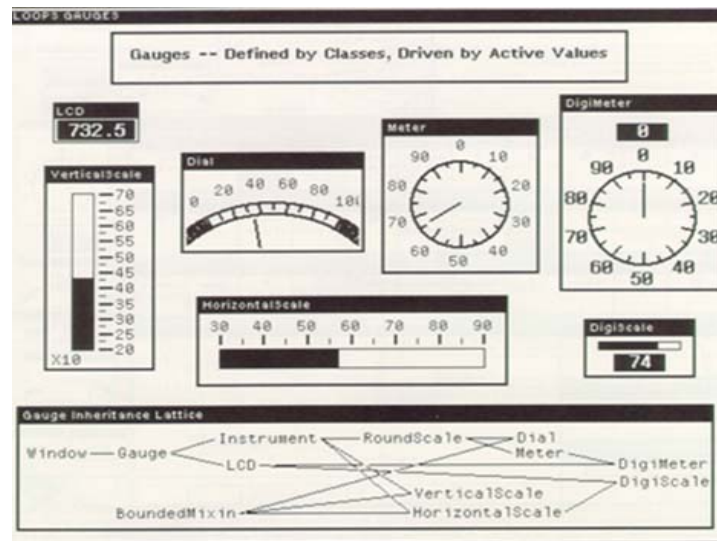 LOOPS GAUGES
Gauges -- Defined by Classes, Driven by Active Values
LCD
732.5
VerticalScale
70
65
60
55
50
45
40
35
30
25
20
X10
Dial
0 20 40 60 80 100
Meter
0 10 20 30 40 50 60 70 80 90
DigiMeter
0
0 10 20 30 40 50 60 70 80 90
HorizontalScale
30 40 50 60 70 80 90
DigiScale
74
Gauge Inheritance Lattice
Window Gauge Instrument RoundScale Dial
Meter
LCD DigiMeter
DigiScale
VerticalScale
BoundedMixin HorizontalScale